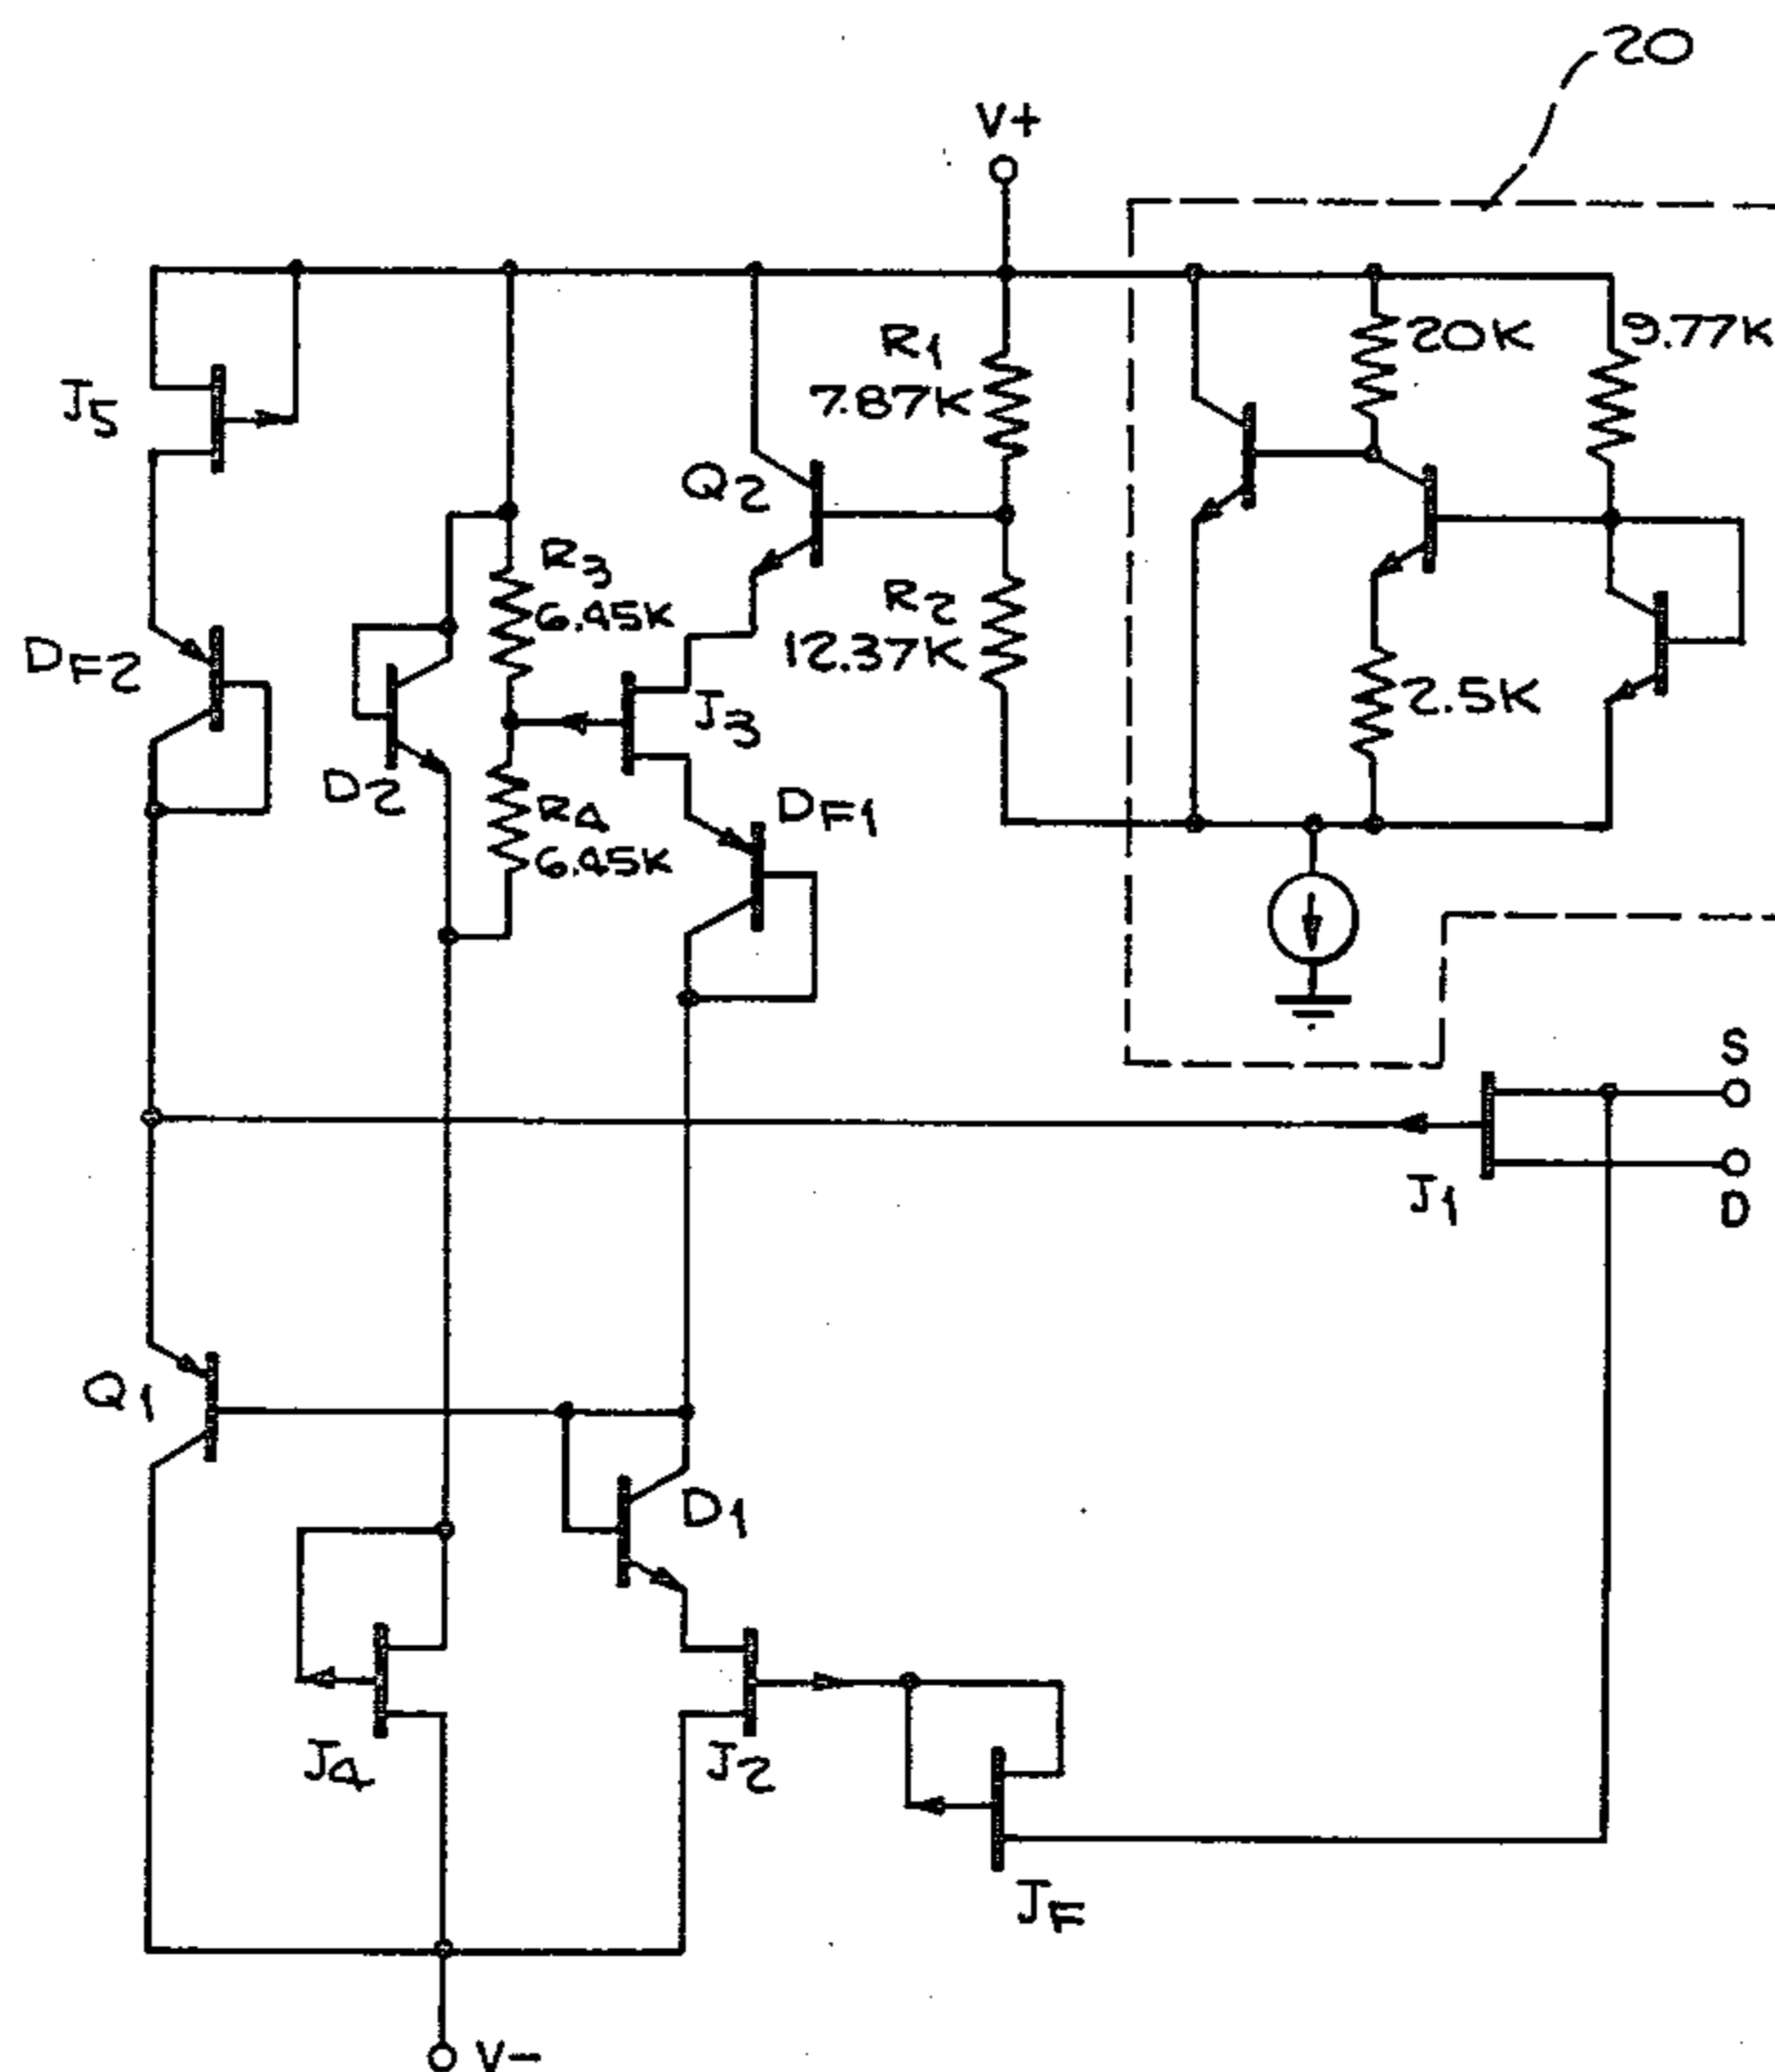 20
V+
R1
7.87K
20K
9.77K
J5
Q2
R3
6.45K
R2
12.37K
DF2
J3
2.5K
D2
R4
6.45K
DF1
S
J1
D
Q1
D1
J4
J2
JF
V-